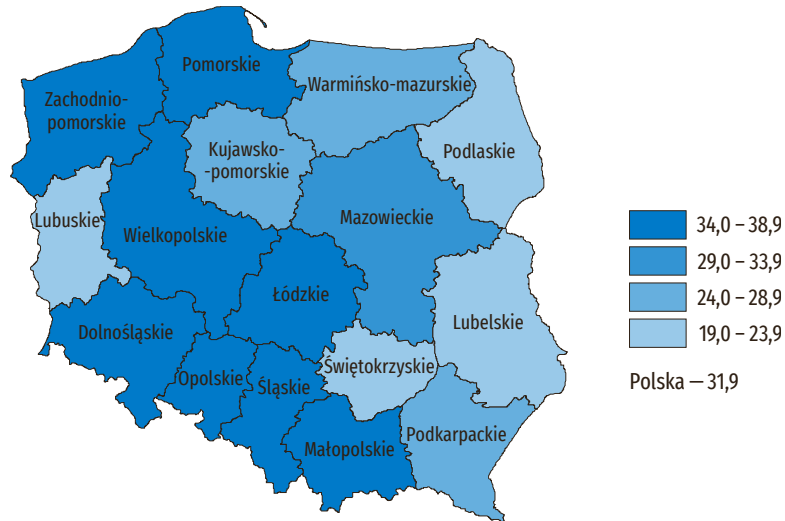 Pomorskie
Warmińsko-mazurskie
Zachodnio-
pomorskie
Kujawsko-
-pomorskie
Podlaskie
Lubuskie
Wielkopolskie
Mazowieckie
Łódzkie
Dolnośląskie
Lubelskie
Opolskie
Śląskie
Świętokrzyskie
Małopolskie
Podkarpackie
34,0 – 38,9
29,0 – 33,9
24,0 – 28,9
19,0 – 23,9
Polska — 31,9